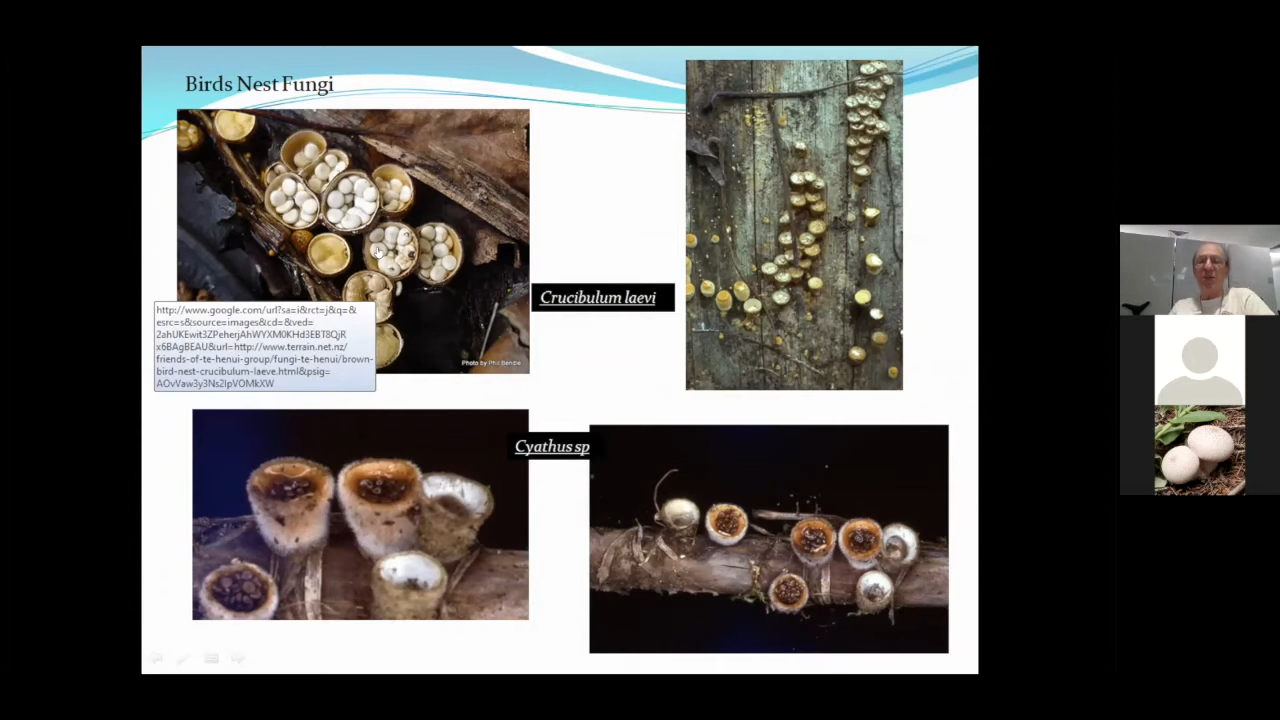 Birds Nest Fungi
Crucibulum laevi
http://www.google.com/url?sa=i&rct=j&q=&
esrc=s&source=images&cd=&ved=
2ahUKEwit3ZPeherjAhWYXM0KHd3EBT8QjR
x6BAgBEAU&url=http://www.terrain.net.nz/
friends-of-te-henui-group/fungi-te-henui/brown-
bird-nest-crucibulum-laeve.html&psig=
AOvVaw3y3Ns2IpVOMkXW
Photo by Phil Bendle
Cyathus sp